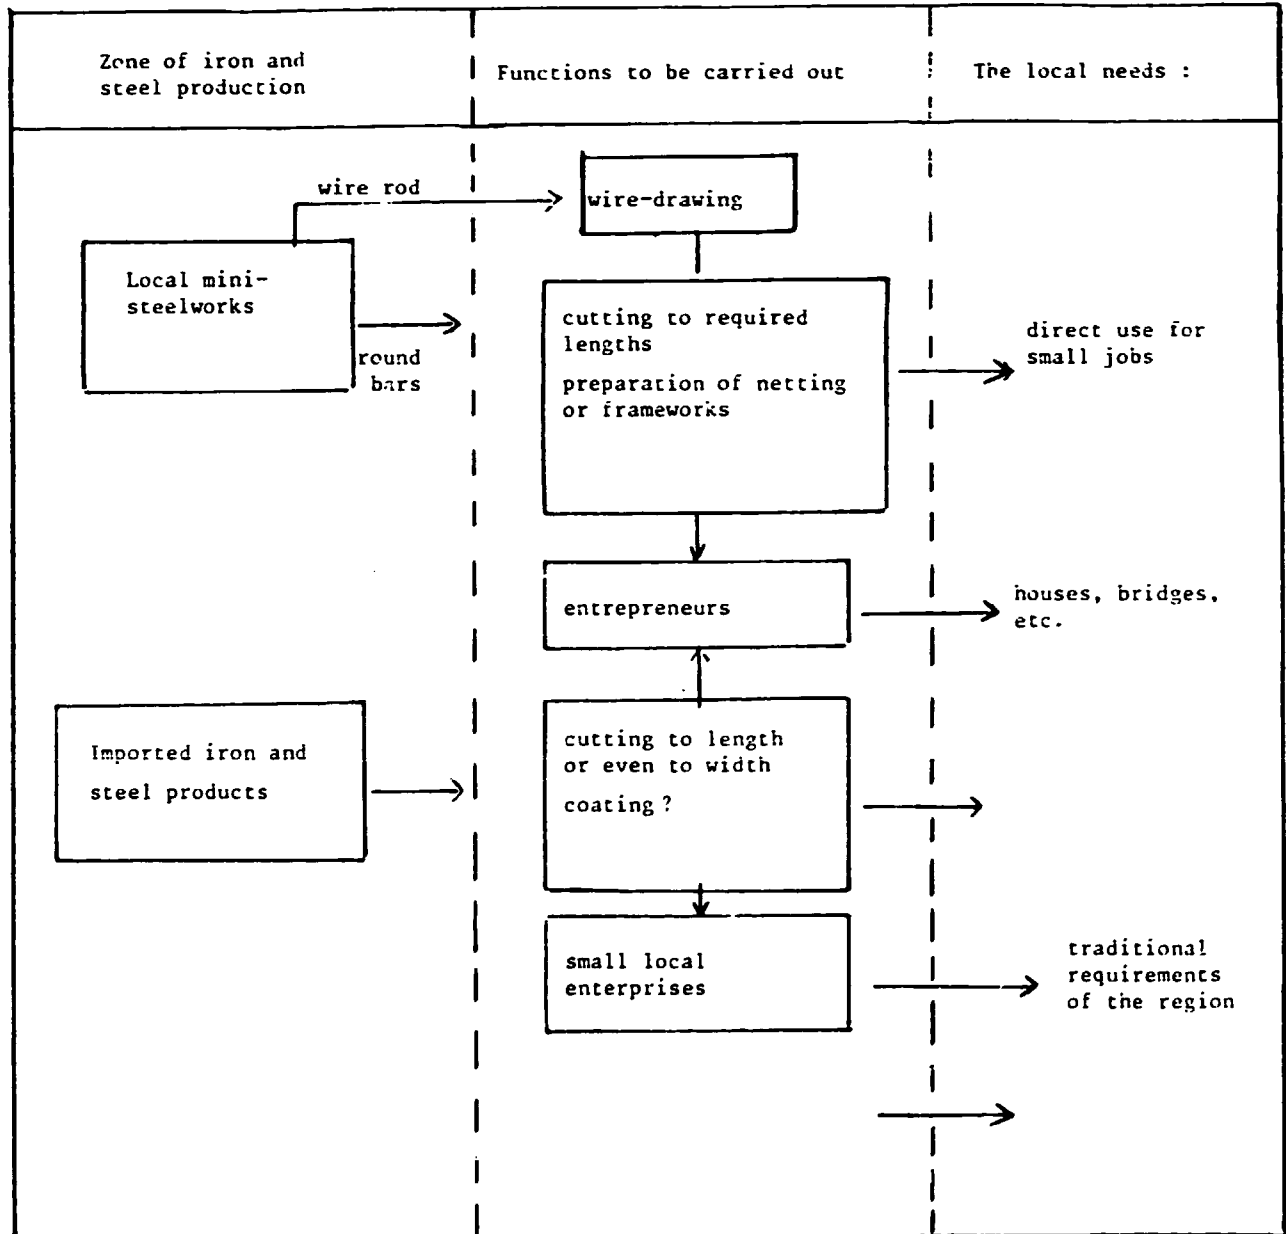 Zone of iron and
steel production
Functions to be carried out
The local needs :
wire rod
wire-drawing
Local mini-
steelworks
round
bars
cutting to required
lengths
preparation of netting
or frameworks
direct use for
small jobs
entrepreneurs
houses, bridges,
etc.
Imported iron and
steel products
cutting to length
or even to width
coating ?
small local
enterprises
traditional
requirements
of the region